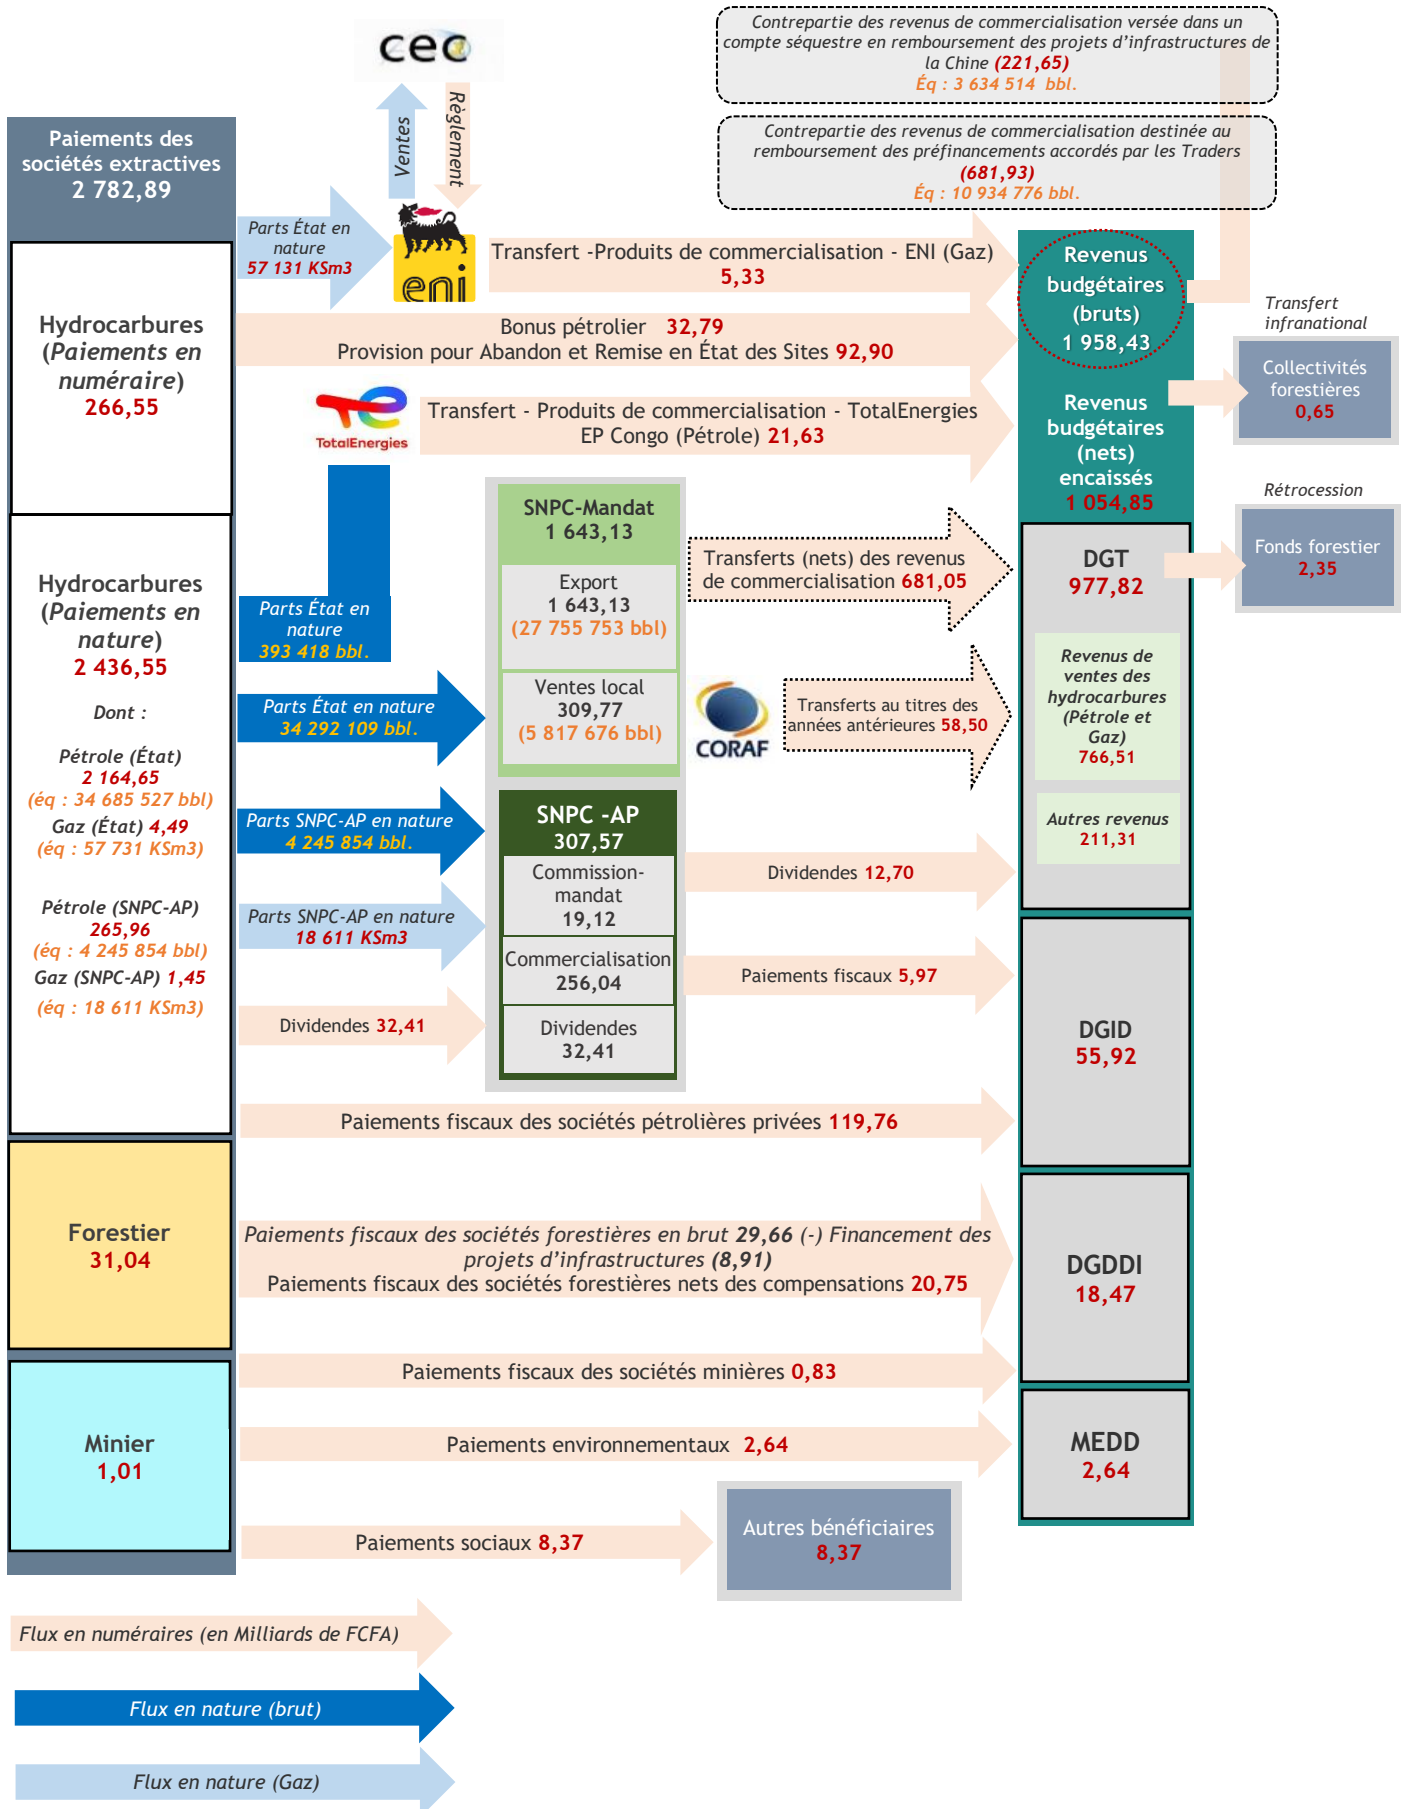 cec
Ventes
Règlement
Contrepartie des revenus de commercialisation versée dans un
compte séquestre en remboursement des projets d'infrastructures de
la Chine (221,65)
Éq : 3 634 514 bbl.
Contrepartie des revenus de commercialisation destinée au
remboursement des préfinancements accordés par les Traders
(681,93)
Éq : 10 934 776 bbl.
Paiements des
sociétés extractives
2 782,89
Hydrocarbures
(Paiements en
numéraire)
266,55
Hydrocarbures
(Paiements en
nature)
2 436,55
Dont :
Pétrole (État)
2 164,65
(éq : 34 685 527 bbl)
Gaz (État) 4,49
(éq : 57 731 KSm3)
Pétrole (SNPC-AP)
265,96
(éq : 4 245 854 bbl)
Gaz (SNPC-AP) 1,45
(éq : 18 611 KSm3)
Forestier
31,04
Minier
1,01
Parts État en
nature
57 131 KSm3
eni
Transfert -Produits de commercialisation - ENI (Gaz)
5,33
Bonus pétrolier 32,79
Provision pour Abandon et Remise en État des Sites 92,90
TotalEnergies
Transfert - Produits de commercialisation - TotalEnergies
EP Congo (Pétrole) 21,63
Parts État en
nature
393 418 bbl.
Parts État en nature
34 292 109 bbl.
Parts SNPC-AP en nature
4 245 854 bbl.
Parts SNPC-AP en nature
18 611 KSm3
Dividendes 32,41
SNPC-Mandat
1 643,13
Export
1 643,13
(27 755 753 bbl)
Ventes local
309,77
(5 817 676 bbl)
SNPC -AP
307,57
Commission-
mandat
19,12
Commercialisation
256,04
Dividendes
32,41
Transferts (nets) des revenus
de commercialisation 681,05
CORAF
Transferts au titres des
années antérieures 58,50
Dividendes 12,70
Paiements fiscaux 5,97
Paiements fiscaux des sociétés pétrolières privées 119,76
Paiements fiscaux des sociétés forestières en brut 29,66 (-) Financement des
projets d'infrastructures (8,91)
Paiements fiscaux des sociétés forestières nets des compensations 20,75
Paiements fiscaux des sociétés minières 0,83
Paiements environnementaux 2,64
Paiements sociaux 8,37
Autres bénéficiaires
8,37
Revenus
budgétaires
(bruts)
1 958,43
Revenus
budgétaires
(nets)
encaissés
1 054,85
DGT
977,82
Revenus de
ventes des
hydrocarbures
(Pétrole et
Gaz)
766,51
Autres revenus
211,31
DGID
55,92
DGDDI
18,47
MEDD
2,64
Transfert
infranational
Collectivités
forestières
0,65
Rétrocession
Fonds forestier
2,35
Flux en numéraires (en Milliards de FCFA)
Flux en nature (brut)
Flux en nature (Gaz)